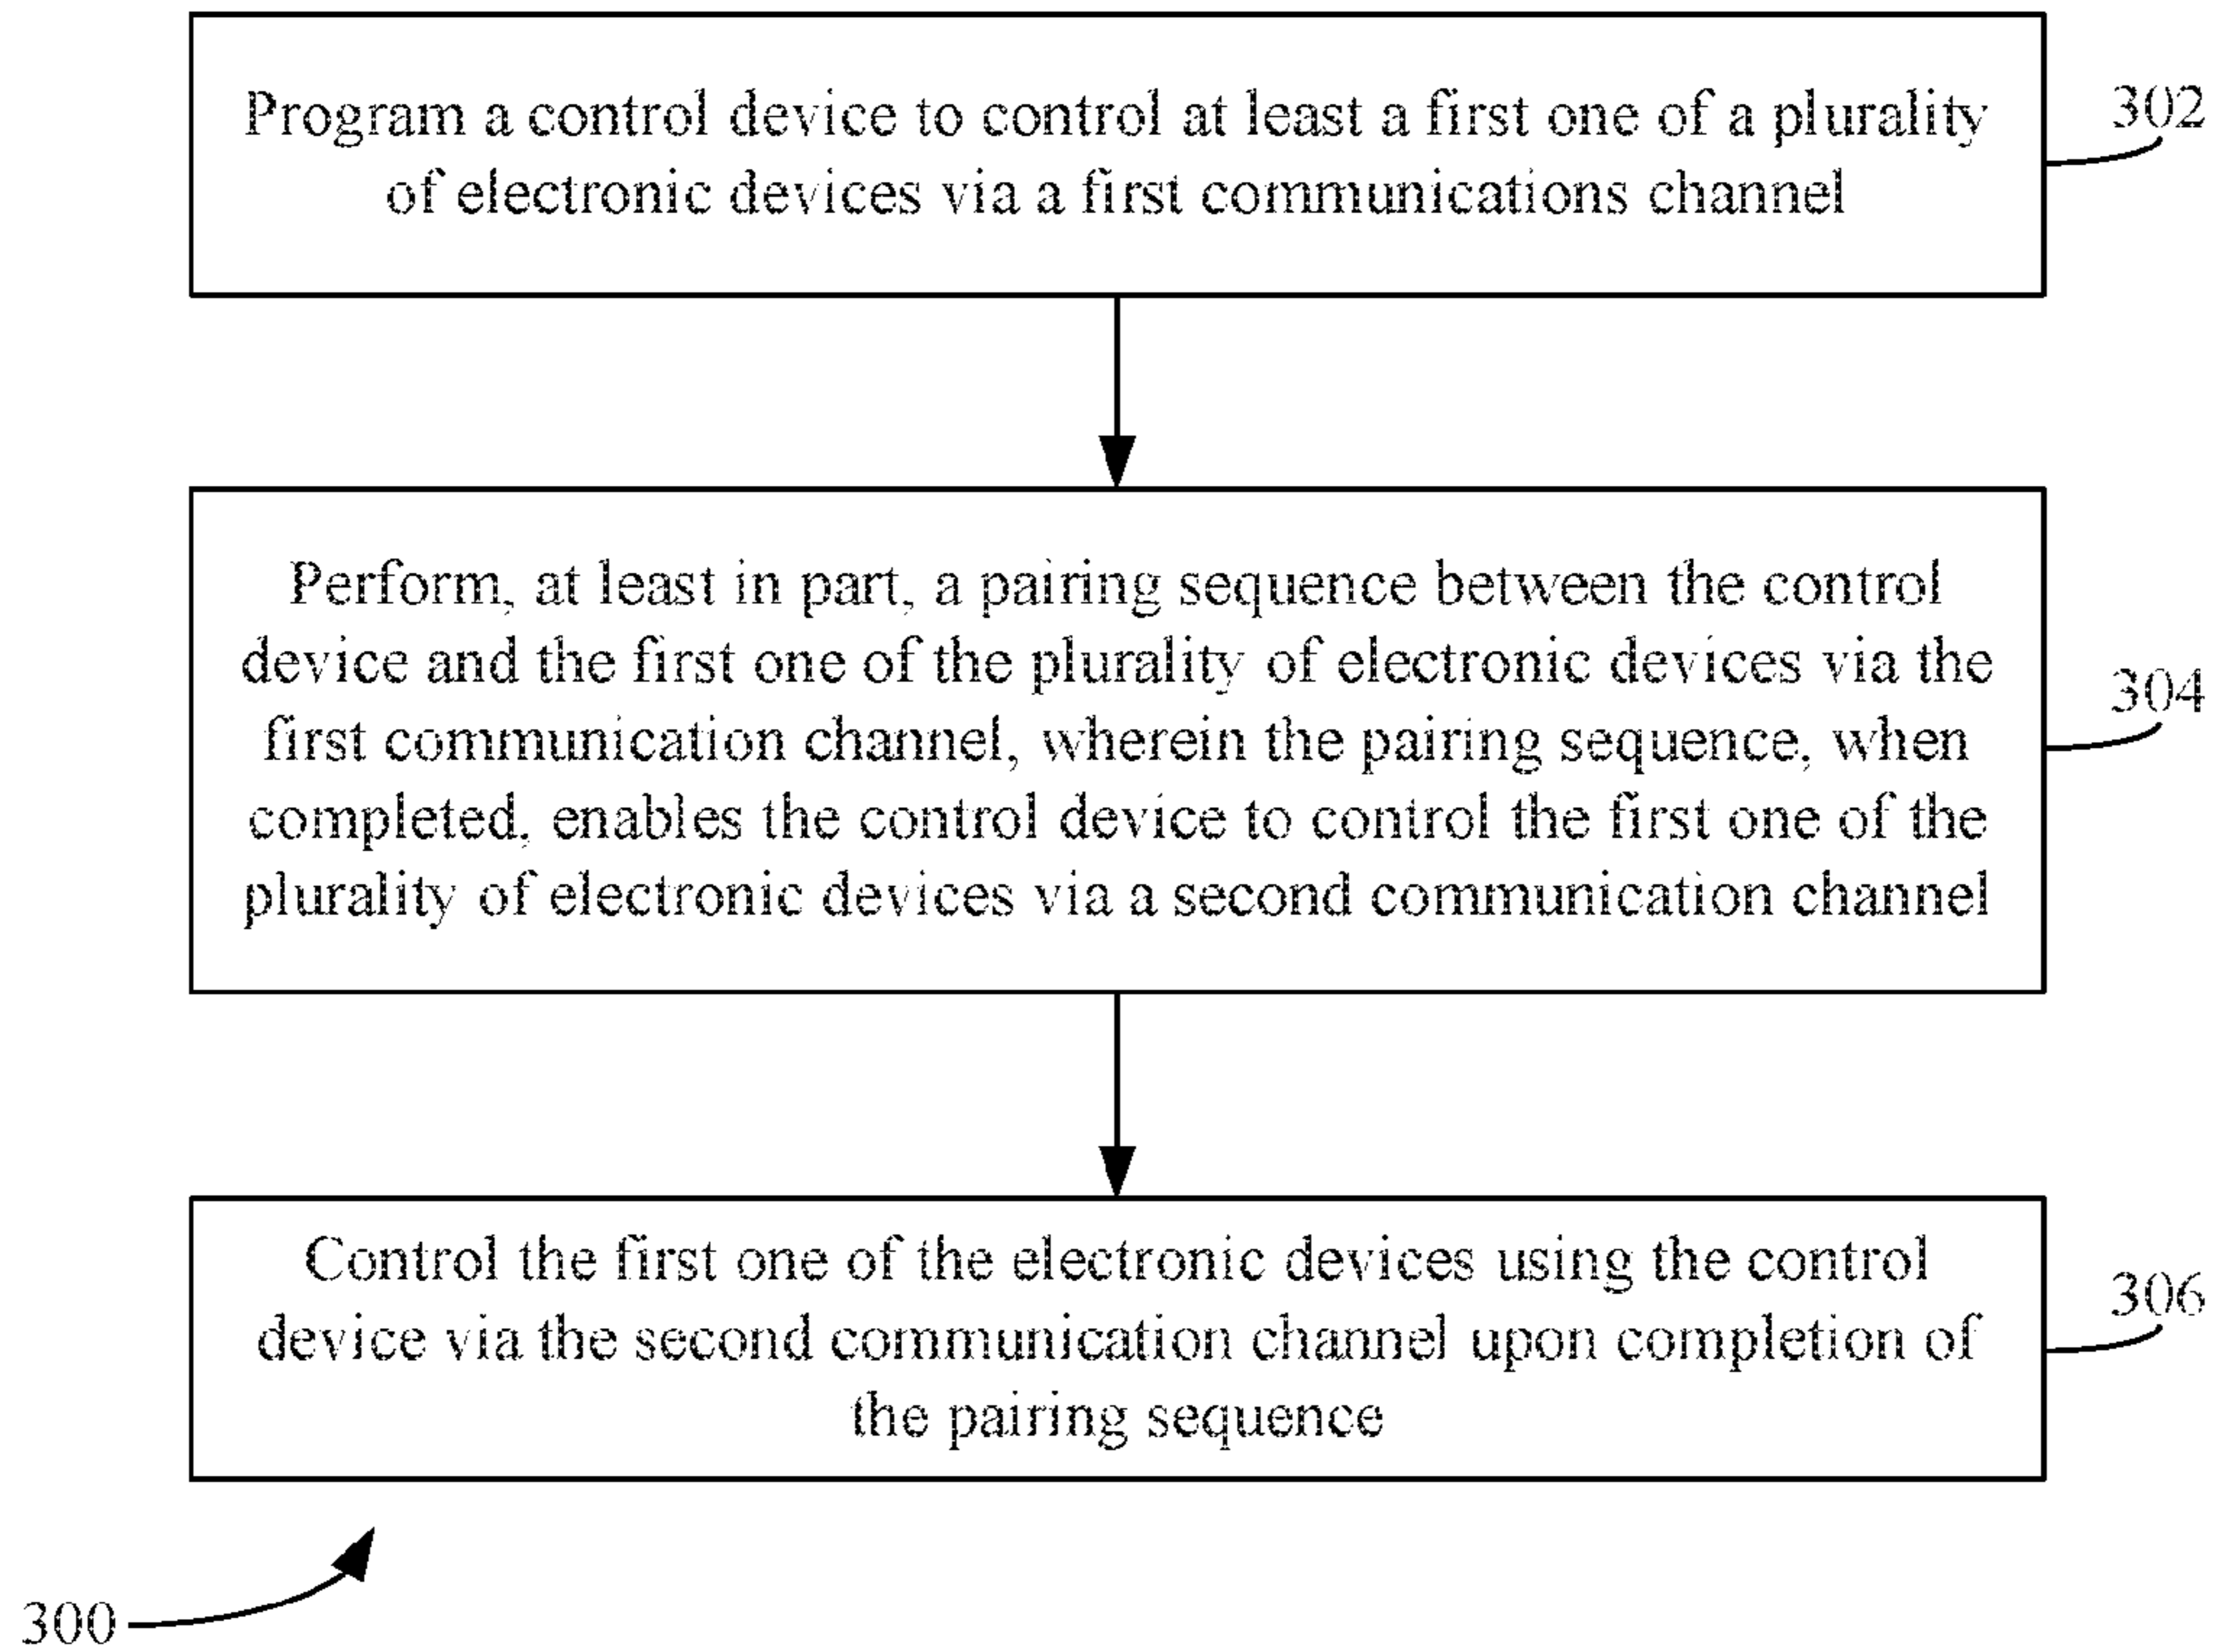 Program a control device to control at least a first one of a plurality
of electronic devices via a first communications channel
302
Perform, at least in part, a pairing sequence between the control
device and the first one of the plurality of electronic devices via the
first communication channel, wherein the pairing sequence, when
completed, enables the control device to control the first one of the
plurality of electronic devices via a second communication channel
304
Control the first one of the electronic devices using the control
device via the second communication channel upon completion of
the pairing sequence
306
300